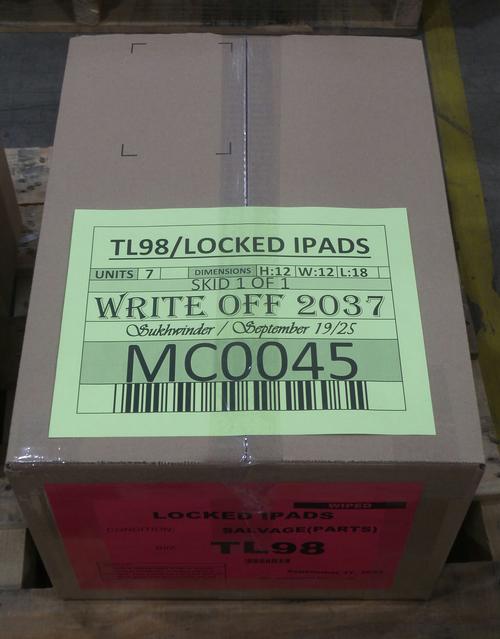 TL98/LOCKED IPADS
UNITS 7 DIMENSIONS H:12 W:12 L:18
SKID 1 OF 1
WRITE OFF 2037
Sukhwinder / September 19/25
MC0045
WIPED
LOCKED IPADS
CONDITION: SALVAGE(PARTS)
TL98